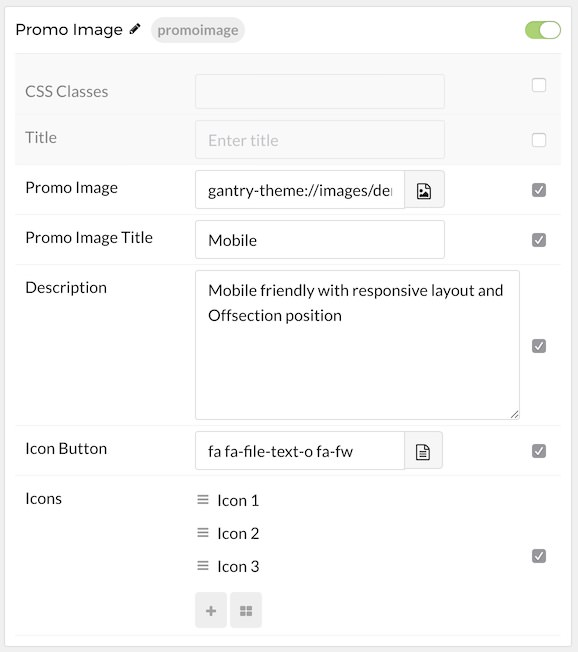 Promo Image promoimage
CSS Classes
Title Enter title
Promo Image gantry-theme://images/de
Promo Image Title Mobile
Description Mobile friendly with responsive layout and
Offsection position
Icon Button fa fa-file-text-o fa-fw
Icons Icon 1
Icon 2
Icon 3